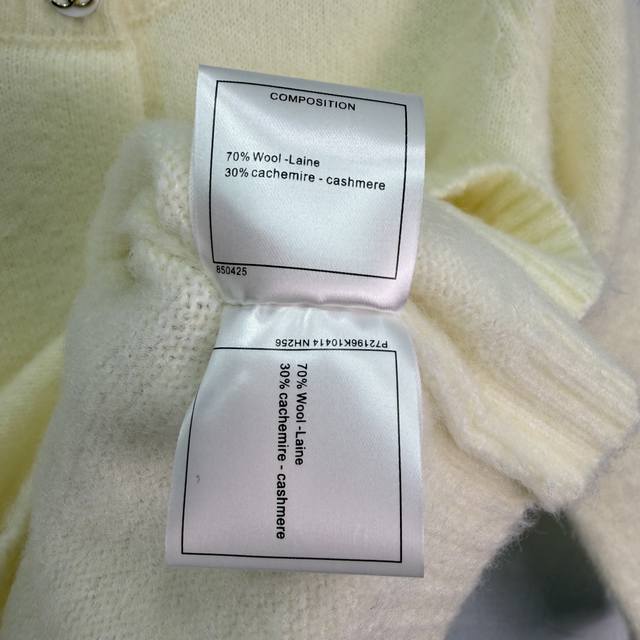 COMPOSITION
70% Wool -Laine
30% cachemire - cashmere
850425
P72196K10414 NH256
70% Wool -Laine
30% cachemire - cashmere